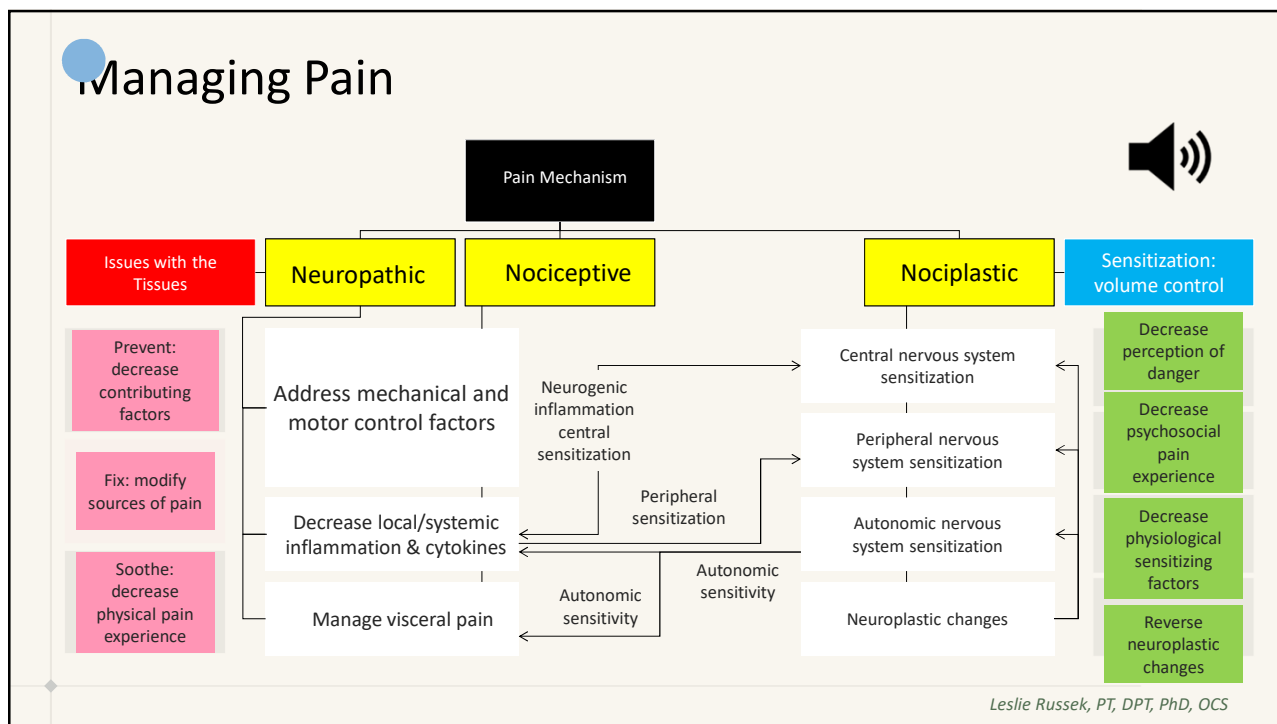 Managing Pain
Pain Mechanism
Issues with the
Tissues
Neuropathic
Nociceptive
Nociplastic
Sensitization:
volume control
Prevent:
decrease
contributing
factors
Fix: modify
sources of pain
Soothe:
decrease
physical pain
experience
Address mechanical and
motor control factors
Decrease local/systemic
inflammation & cytokines
Manage visceral pain
Neurogenic
inflammation
central
sensitization
Peripheral
sensitization
Autonomic
sensitivity
Autonomic
sensitivity
Central nervous system
sensitization
Peripheral nervous
system sensitization
Autonomic nervous
system sensitization
Neuroplastic changes
Decrease
perception of
danger
Decrease
psychosocial
pain
experience
Decrease
physiological
sensitizing
factors
Reverse
neuroplastic
changes
Leslie Russek, PT, DPT, PhD, OCS